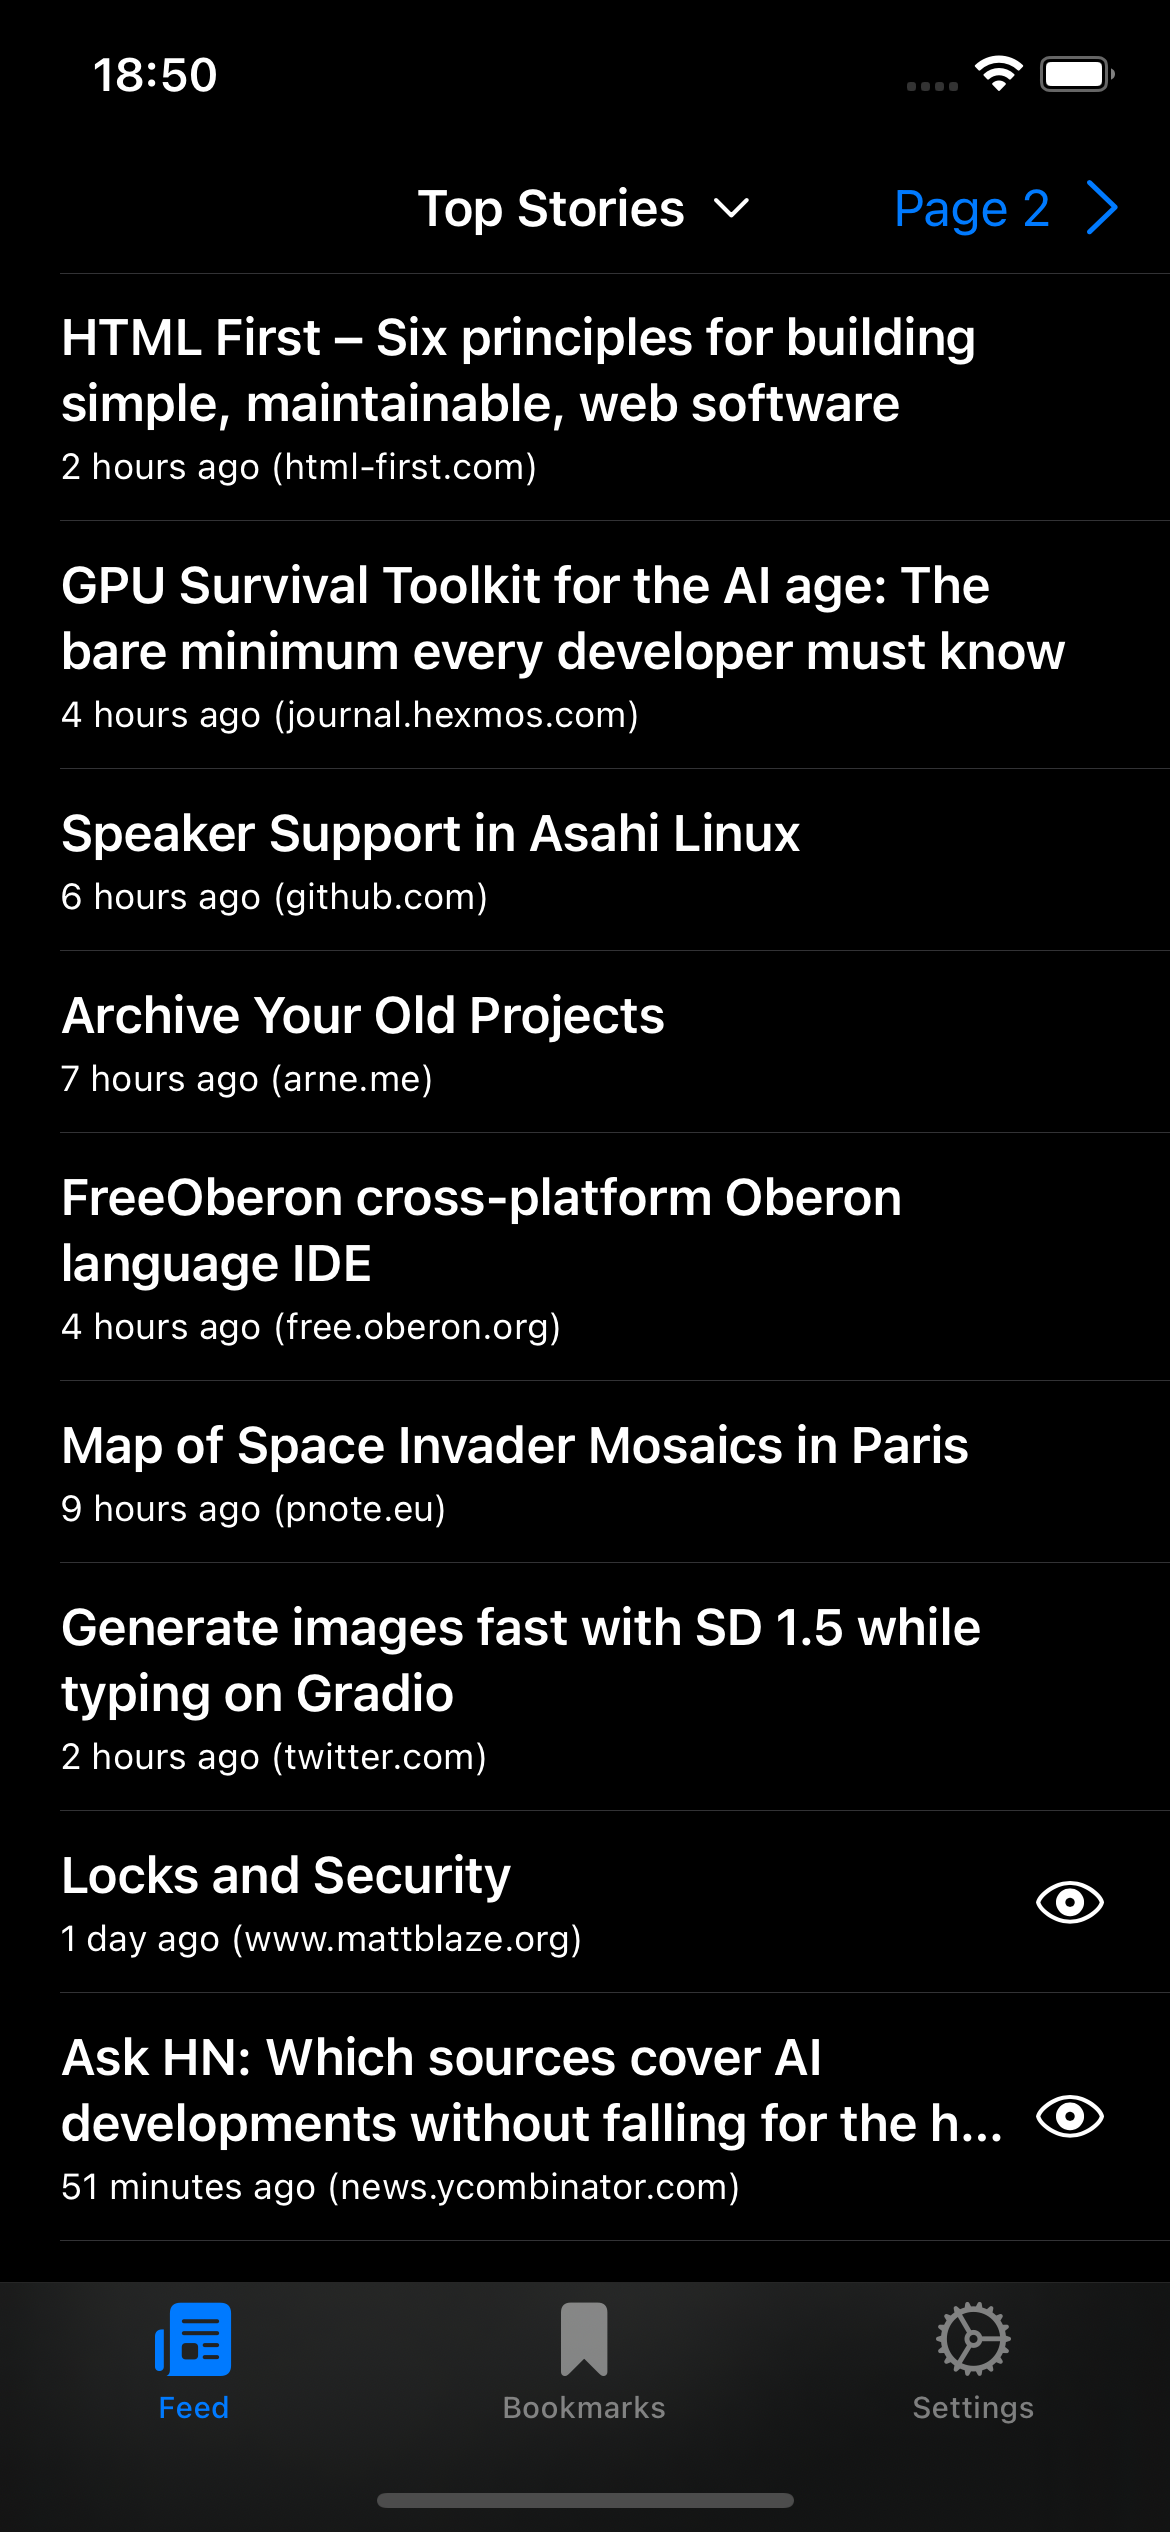 18:50
Top Stories
Page 2
HTML First – Six principles for building
simple, maintainable, web software
2 hours ago (html-first.com)
GPU Survival Toolkit for the AI age: The
bare minimum every developer must know
4 hours ago (journal.hexmos.com)
Speaker Support in Asahi Linux
6 hours ago (github.com)
Archive Your Old Projects
7 hours ago (arne.me)
FreeOberon cross-platform Oberon
language IDE
4 hours ago (free.oberon.org)
Map of Space Invader Mosaics in Paris
9 hours ago (pnote.eu)
Generate images fast with SD 1.5 while
typing on Gradio
2 hours ago (twitter.com)
Locks and Security
1 day ago (www.mattblaze.org)
Ask HN: Which sources cover AI
developments without falling for the h...
51 minutes ago (news.ycombinator.com)
Feed
Bookmarks
Settings